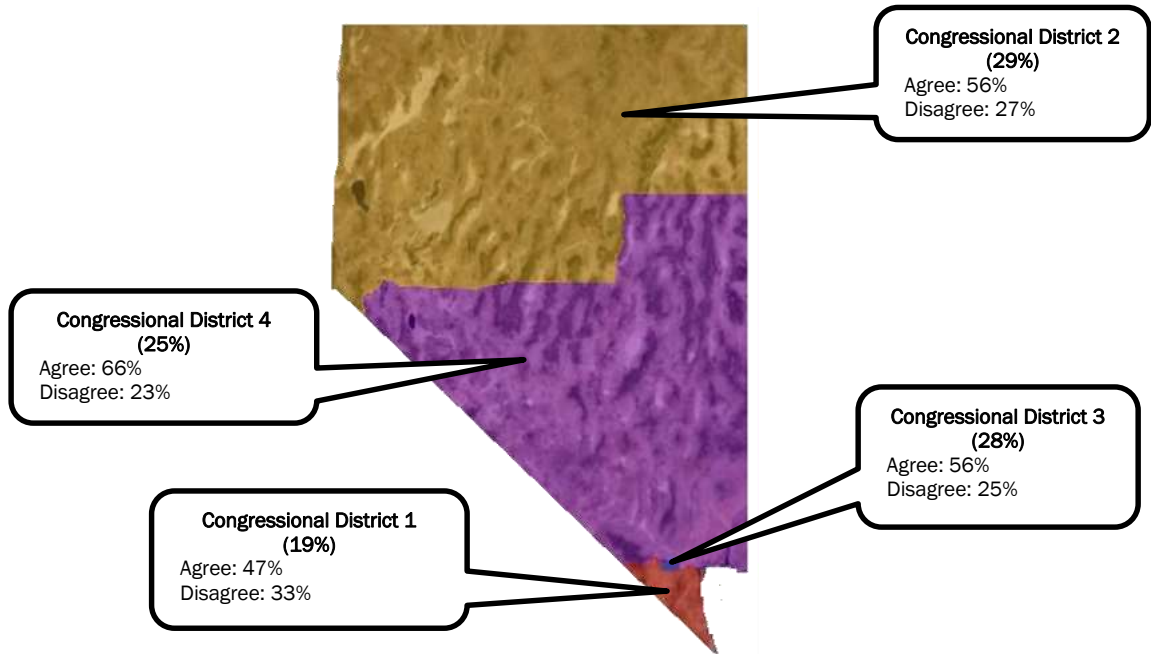 Congressional District 2
(29%)
Agree: 56%
Disagree: 27%
Congressional District 4
(25%)
Agree: 66%
Disagree: 23%
Congressional District 3
(28%)
Agree: 56%
Disagree: 25%
Congressional District 1
(19%)
Agree: 47%
Disagree: 33%